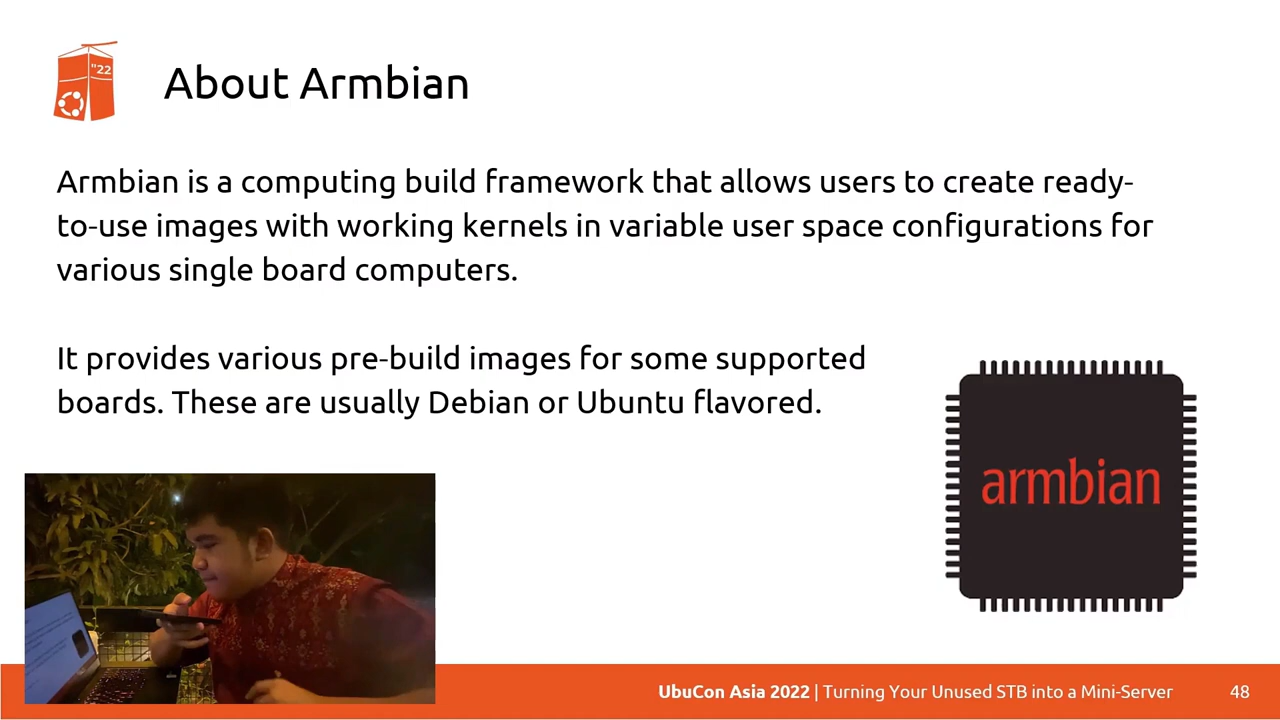 "22
About Armbian
Armbian is a computing build framework that allows users to create ready-
to-use images with working kernels in variable user space configurations for
various single board computers.
It provides various pre-build images for some supported
boards. These are usually Debian or Ubuntu flavored.
armbian
UbuCon Asia 2022 | Turning Your Unused STB into a Mini-Server
48